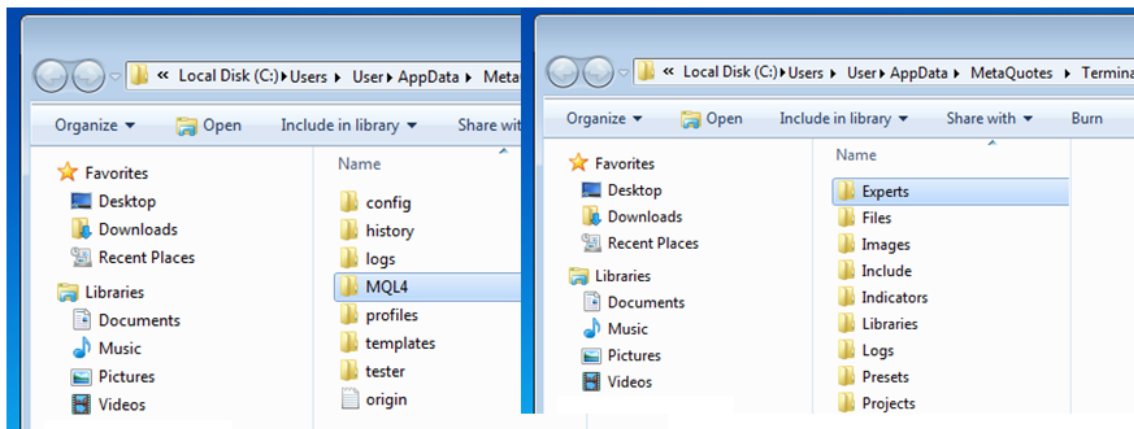 « Local Disk (C:) ▸ Users ▸ User ▸ AppData ▸ Meta
Organize ▾ Open Include in library ▾ Share wit
Favorites
Desktop
Downloads
Recent Places
Libraries
Documents
Music
Pictures
Videos
Name
config
history
logs
MQL4
profiles
templates
tester
origin
« Local Disk (C:) ▸ Users ▸ User ▸ AppData ▸ MetaQuotes ▸ Termina
Organize ▾ Open Include in library ▾ Share with ▾ Burn
Favorites
Desktop
Downloads
Recent Places
Libraries
Documents
Music
Pictures
Videos
Name
Experts
Files
Images
Include
Indicators
Libraries
Logs
Presets
Projects